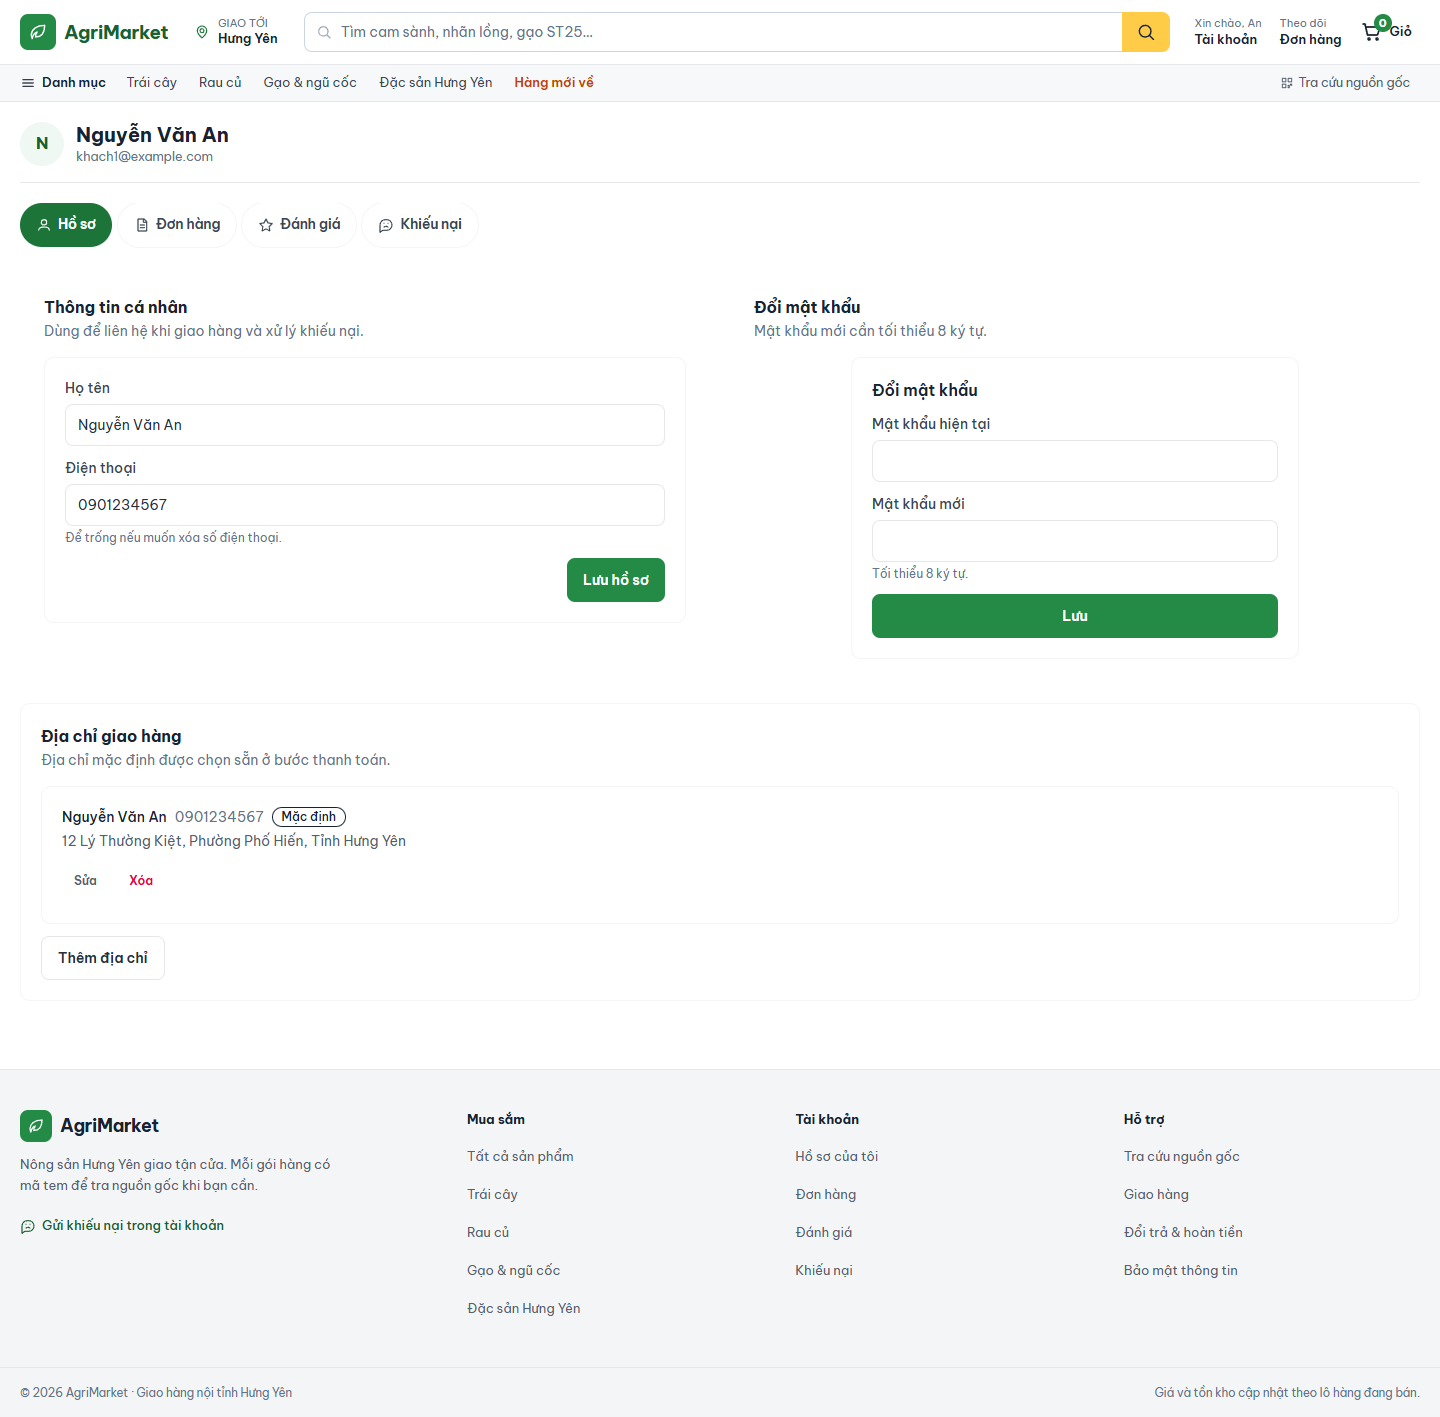 AgriMarket
GIAO TỚI
Hưng Yên
Tìm cam sành, nhãn lồng, gạo ST25...
Xin chào, An
Tài khoản
Theo dõi
Đơn hàng
0
Giỏ
Danh mục
Trái cây
Rau củ
Gạo & ngũ cốc
Đặc sản Hưng Yên
Hàng mới về
Tra cứu nguồn gốc
N
Nguyễn Văn An
khach1@example.com
Hồ sơ
Đơn hàng
Đánh giá
Khiếu nại
Thông tin cá nhân
Dùng để liên hệ khi giao hàng và xử lý khiếu nại.
Họ tên
Nguyễn Văn An
Điện thoại
0901234567
Để trống nếu muốn xóa số điện thoại.
Lưu hồ sơ
Đổi mật khẩu
Mật khẩu mới cần tối thiểu 8 ký tự.
Đổi mật khẩu
Mật khẩu hiện tại
Mật khẩu mới
Tối thiểu 8 ký tự.
Lưu
Địa chỉ giao hàng
Địa chỉ mặc định được chọn sẵn ở bước thanh toán.
Nguyễn Văn An 0901234567 Mặc định
12 Lý Thường Kiệt, Phường Phố Hiến, Tỉnh Hưng Yên
Sửa
Xóa
Thêm địa chỉ
AgriMarket
Nông sản Hưng Yên giao tận cửa. Mỗi gói hàng có
mã tem để tra nguồn gốc khi bạn cần.
Gửi khiếu nại trong tài khoản
Mua sắm
Tất cả sản phẩm
Trái cây
Rau củ
Gạo & ngũ cốc
Đặc sản Hưng Yên
Tài khoản
Hồ sơ của tôi
Đơn hàng
Đánh giá
Khiếu nại
Hỗ trợ
Tra cứu nguồn gốc
Giao hàng
Đổi trả & hoàn tiền
Bảo mật thông tin
© 2026 AgriMarket · Giao hàng nội tỉnh Hưng Yên
Giá và tồn kho cập nhật theo lô hàng đang bán.